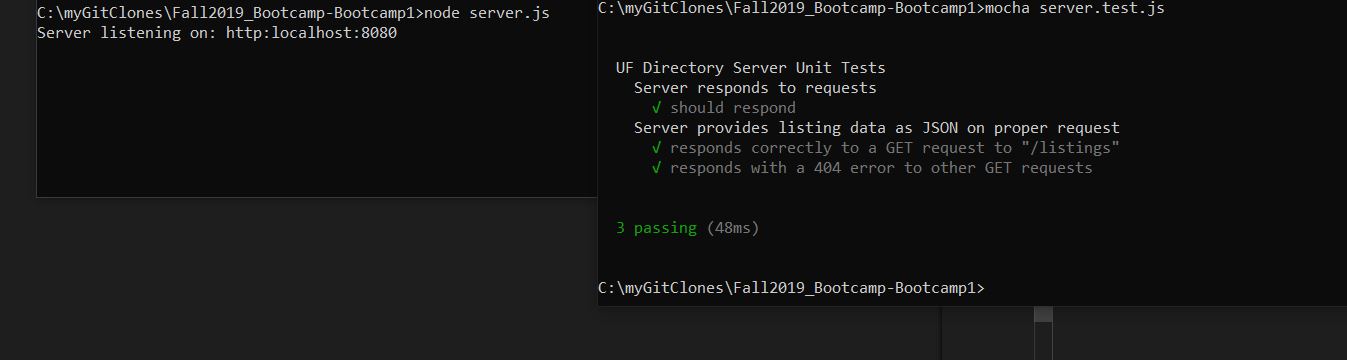 C:\myGitClones\Fall2019_Bootcamp-Bootcamp1>node server.js
Server listening on: http:localhost:8080
C:\myGitClones\Fall2019_Bootcamp-Bootcamp1>mocha server.test.js
UF Directory Server Unit Tests
Server responds to requests
√ should respond
Server provides listing data as JSON on proper request
√ responds correctly to a GET request to "/listings"
√ responds with a 404 error to other GET requests
3 passing (48ms)
C:\myGitClones\Fall2019_Bootcamp-Bootcamp1>